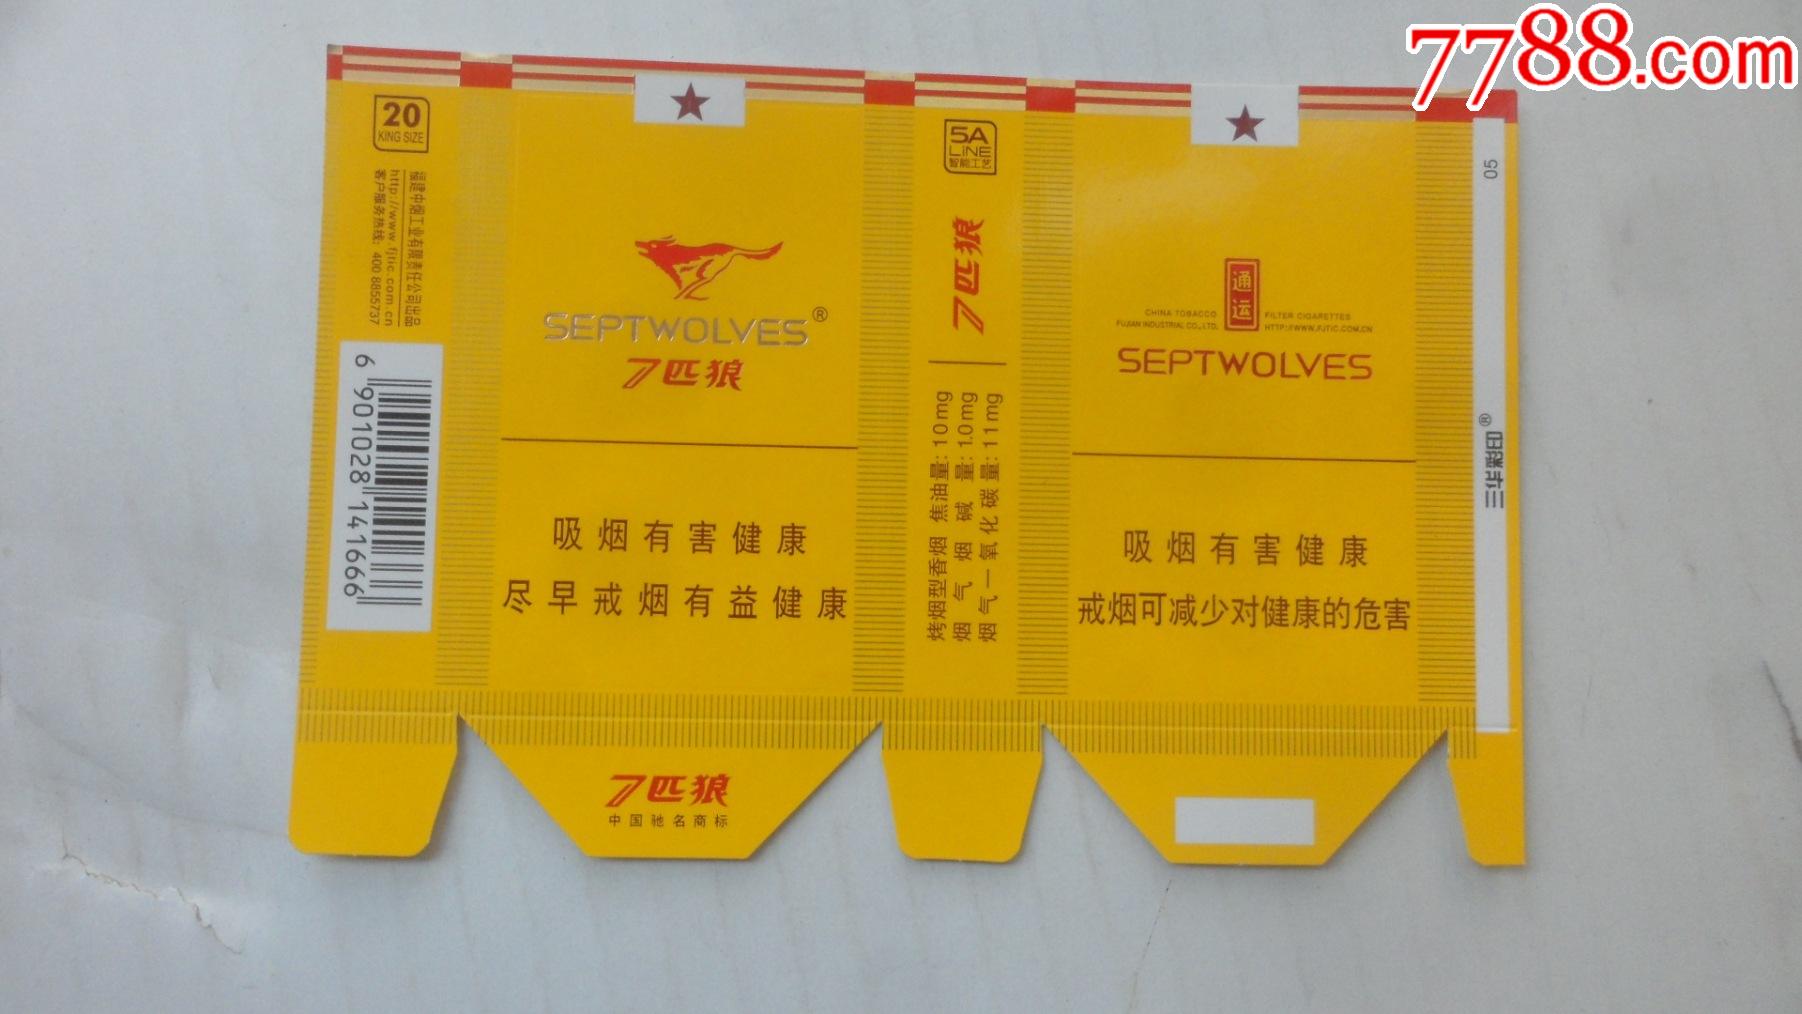 7788.com
20
KING SIZE
福建中烟工业有限责任公司出品
http://www.fjtic.com.cn
客户服务热线: 400 8855737
6 901028 141666
SEPTWOLVES®
7匹狼
吸烟有害健康
尽早戒烟有益健康
7匹狼
中国驰名商标
5A
LiNE
智能工艺
7匹狼
烤烟型香烟 焦油量: 10mg
烟气烟碱量: 1.0mg
烟气一氧化碳量: 11mg
通运
CHINA TOBACCO
FUJIAN INDUSTRIAL CO., LTD.
FILTER CIGARETTES
HTTP://WWW.FJTIC.COM.CN
SEPTWOLVES
吸烟有害健康
戒烟可减少对健康的危害
05